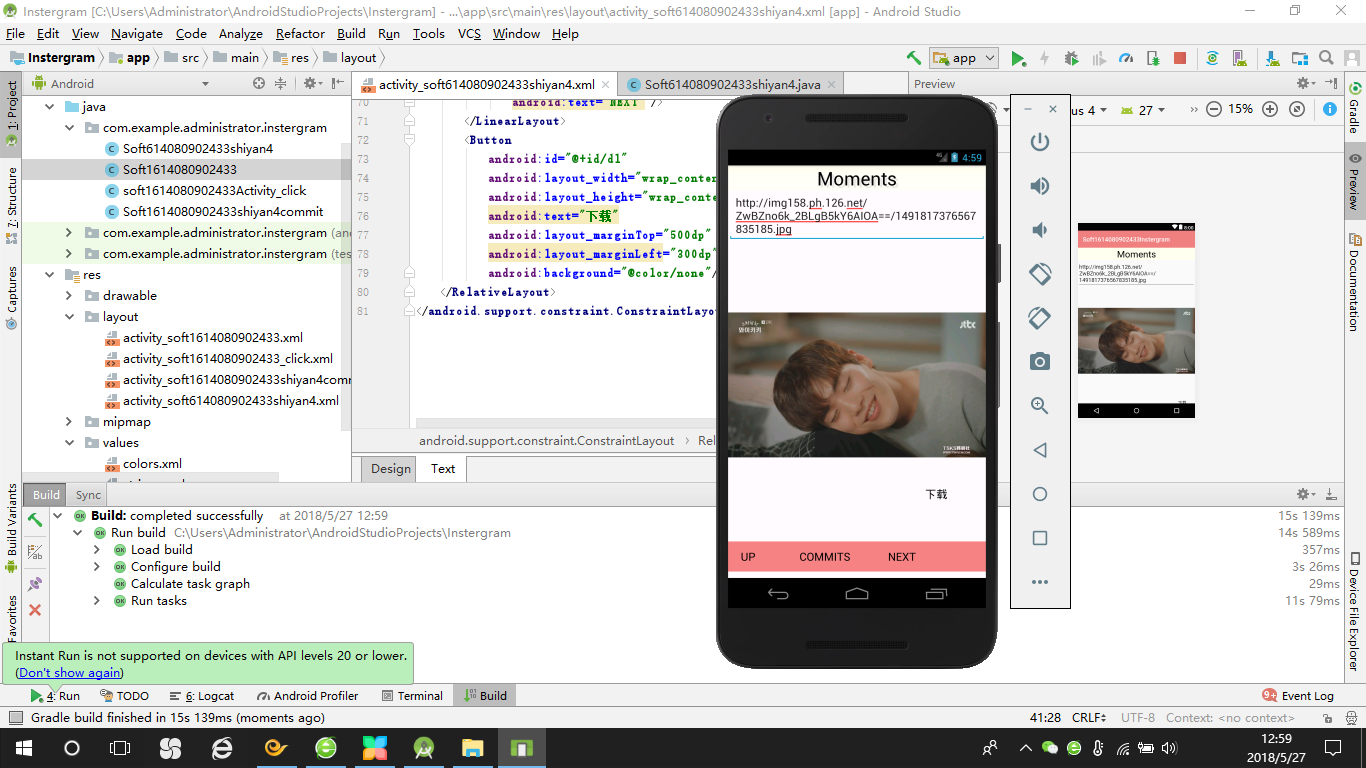 Instergram [C:\Users\Administrator\AndroidStudioProjects\Instergram] - ...\app\src\main\res\layout\activity_soft614080902433shiyan4.xml [app] - Android Studio
File Edit View Navigate Code Analyze Refactor Build Run Tools VCS Window Help
Instergram app src main res layout
app
1: Project
Android
activity_soft614080902433shiyan4.xml
Soft614080902433shiyan4.java
Preview
java
com.example.administrator.instergram
Soft614080902433shiyan4
Soft1614080902433
soft1614080902433Activity_click
Soft1614080902433shiyan4commit
com.example.administrator.instergram
com.example.administrator.instergram (tes
res
drawable
layout
activity_soft1614080902433.xml
activity_soft1614080902433_click.xml
activity_soft1614080902433shiyan4comr
activity_soft614080902433shiyan4.xml
mipmap
values
colors.xml
70 android:text="NEXT" />
71 </LinearLayout>
72 <Button
73 android:id="@+id/dl"
74 android:layout_width="wrap_conter
75 android:layout_height="wrap_conte
76 android:text="下载"
77 android:layout_marginTop="500dp"
78 android:layout_marginLeft="300dp"
79 android:background="@color/none"/
80 </RelativeLayout>
81 </android.support.constraint.ConstraintLayou
android.support.constraint.ConstraintLayout › Rel
Design Text
us 4 27 15%
4:59
Moments
http://img158.ph.126.net/
ZwBZno6k_2BLgB5kY6AIOA==/1491817376567
835185.jpg
jtbc
下载
UP COMMITS NEXT
8:00
Soft1614080902433Instergram
Moments
http://img158.ph.126.net/
ZwBZno6k_2BLgB5kY6AIOA==/
1491817376567835185.jpg
jtbc
7: Structure
Captures
Build Variants
Favorites
Gradle
Preview
Documentation
Device File Explorer
Build Sync
Build: completed successfully at 2018/5/27 12:59
15s 139ms
Run build C:\Users\Administrator\AndroidStudioProjects\Instergram
14s 589ms
Load build
357ms
Configure build
3s 26ms
Calculate task graph
29ms
Run tasks
11s 79ms
Instant Run is not supported on devices with API levels 20 or lower.
(Don't show again)
4: Run TODO 6: Logcat Android Profiler Terminal Build
9+ Event Log
Gradle build finished in 15s 139ms (moments ago)
41:28 CRLF UTF-8 Context: <no context>
12:59
2018/5/27